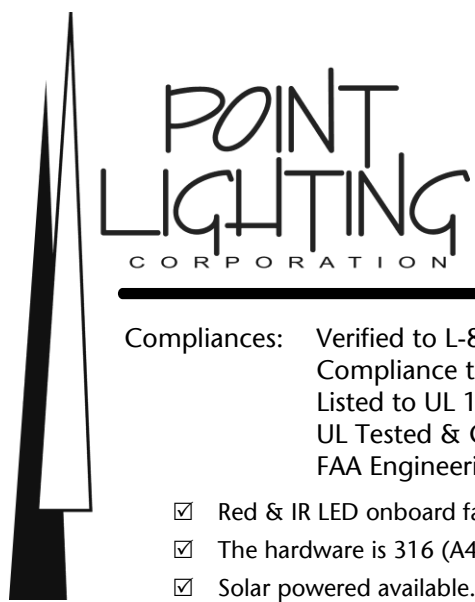 POINT
LIGHTING
CORPORATION
Compliances: Verified to L-8
Compliance t
Listed to UL 1
UL Tested & C
FAA Engineeri
☑ Red & IR LED onboard fa
☑ The hardware is 316 (A4
☑ Solar powered available.